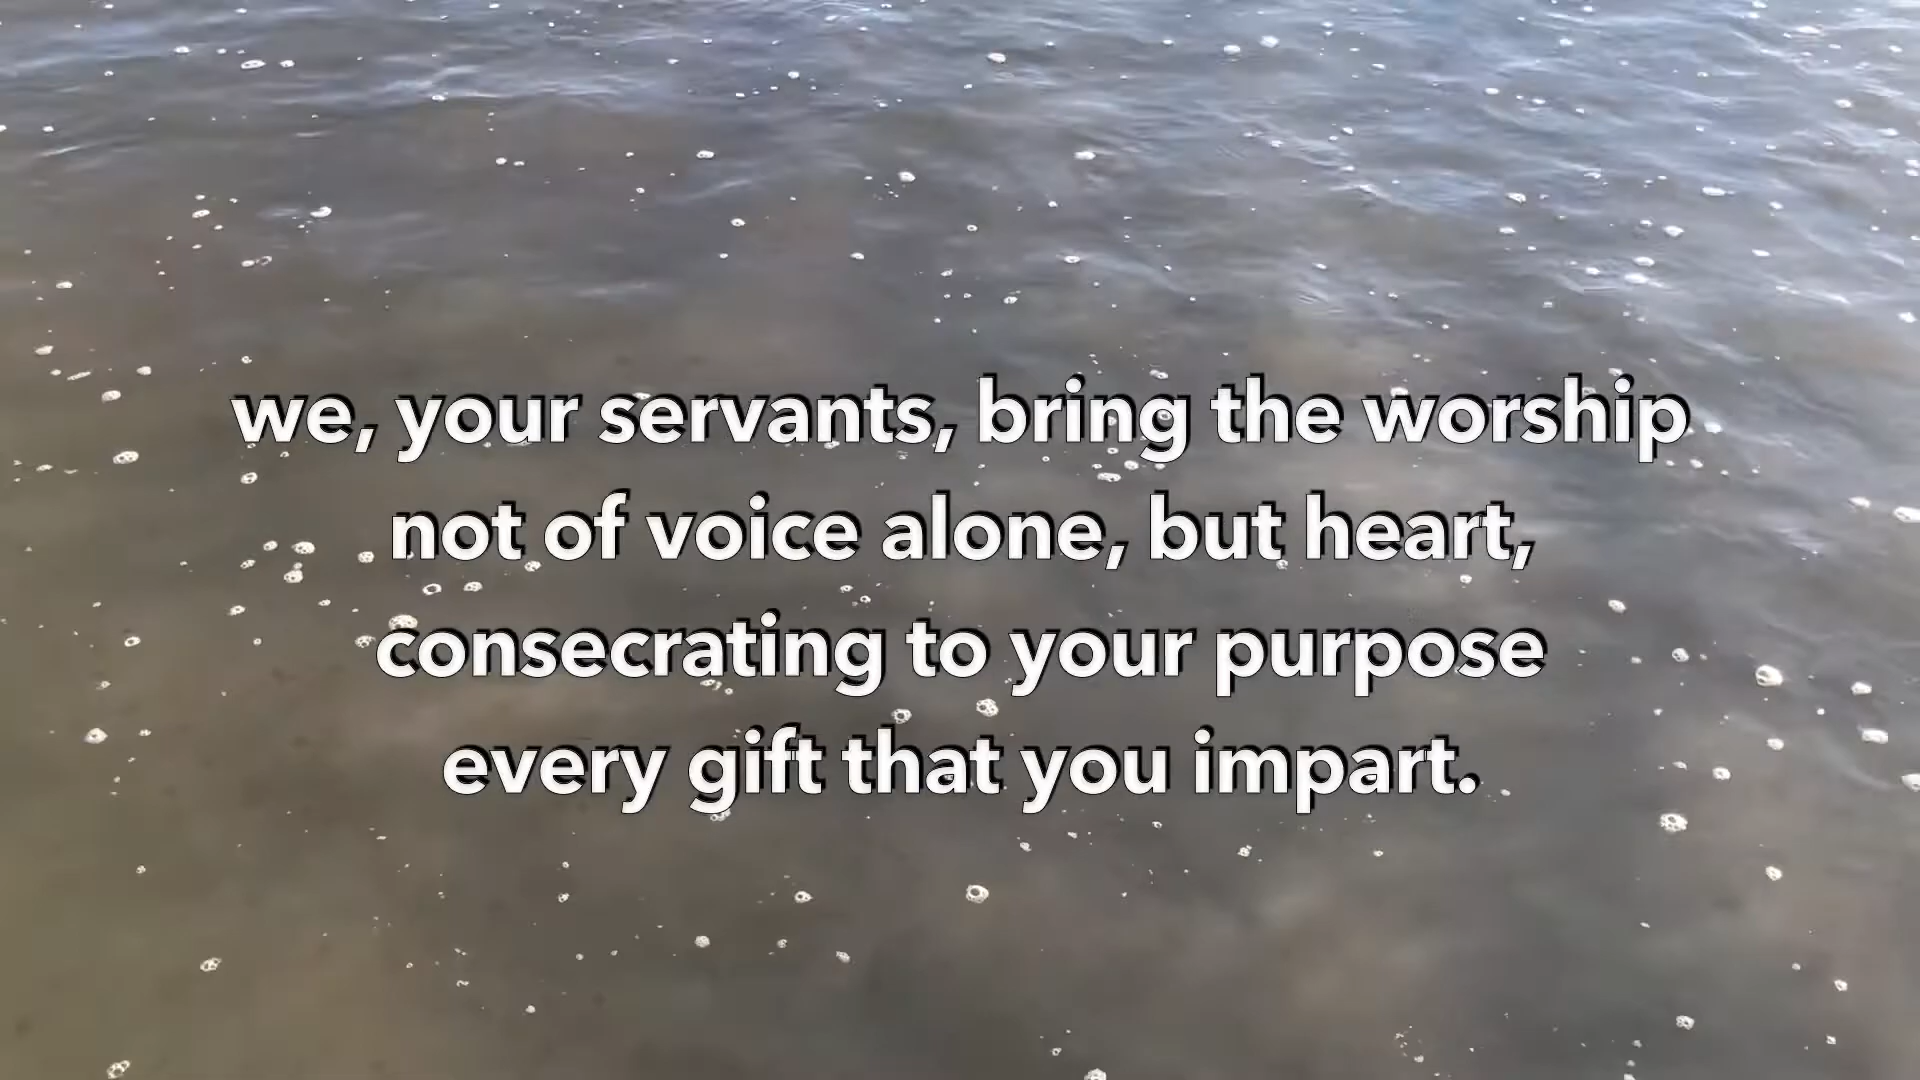 we, your servants, bring the worship
not of voice alone, but heart,
consecrating to your purpose
every gift that you impart.